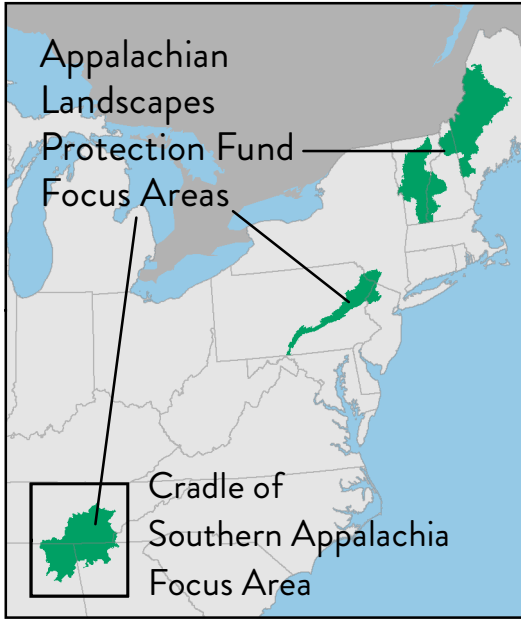 Appalachian
Landscapes
Protection Fund
Focus Areas
Cradle of
Southern Appalachia
Focus Area